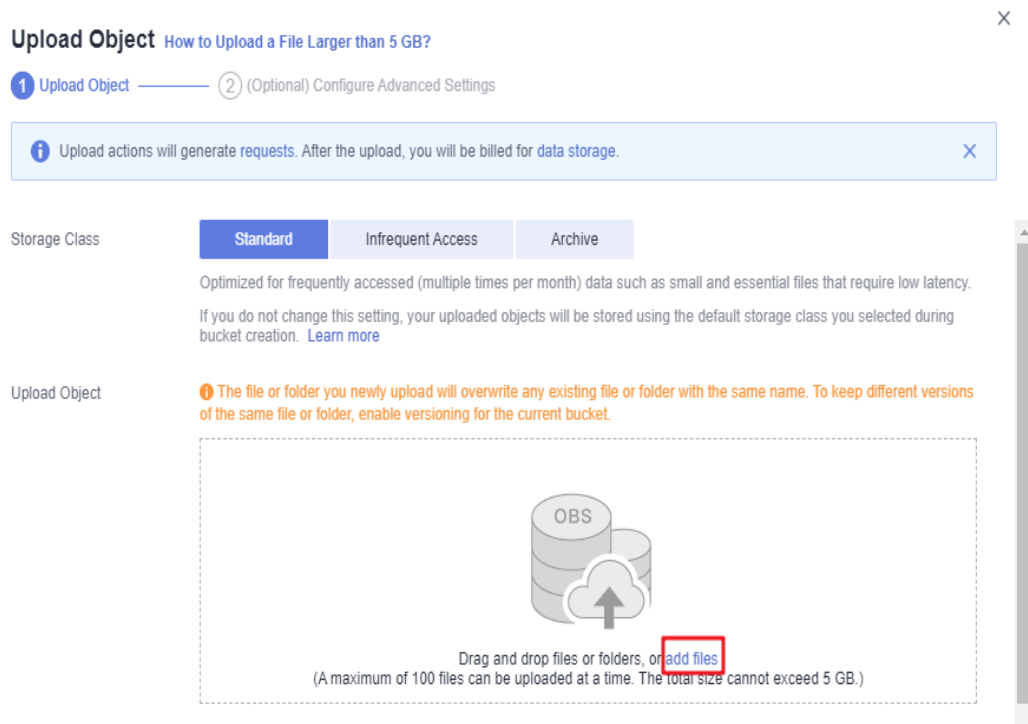 Upload Object How to Upload a File Larger than 5 GB?
1 Upload Object 2 (Optional) Configure Advanced Settings
Upload actions will generate requests. After the upload, you will be billed for data storage.
Storage Class Standard Infrequent Access Archive
Optimized for frequently accessed (multiple times per month) data such as small and essential files that require low latency.
If you do not change this setting, your uploaded objects will be stored using the default storage class you selected during
bucket creation. Learn more
Upload Object The file or folder you newly upload will overwrite any existing file or folder with the same name. To keep different versions
of the same file or folder, enable versioning for the current bucket.
OBS
Drag and drop files or folders, or add files
(A maximum of 100 files can be uploaded at a time. The total size cannot exceed 5 GB.)